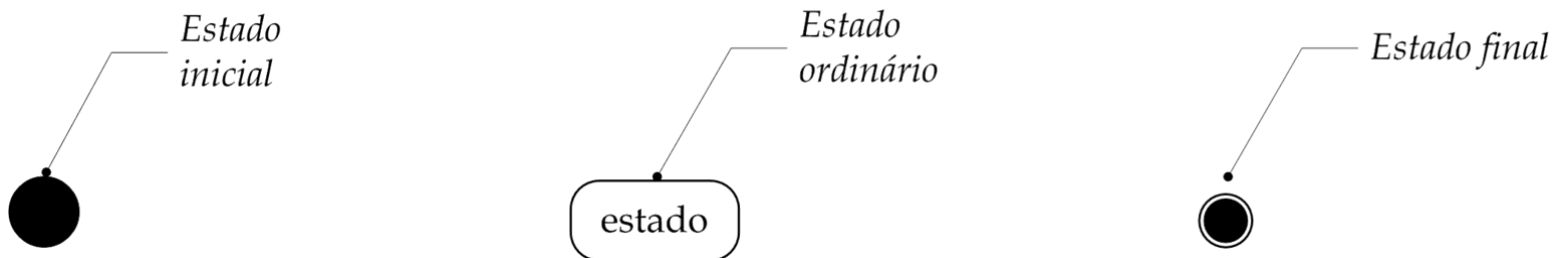 Estado
inicial
Estado
ordinário
Estado final
estado